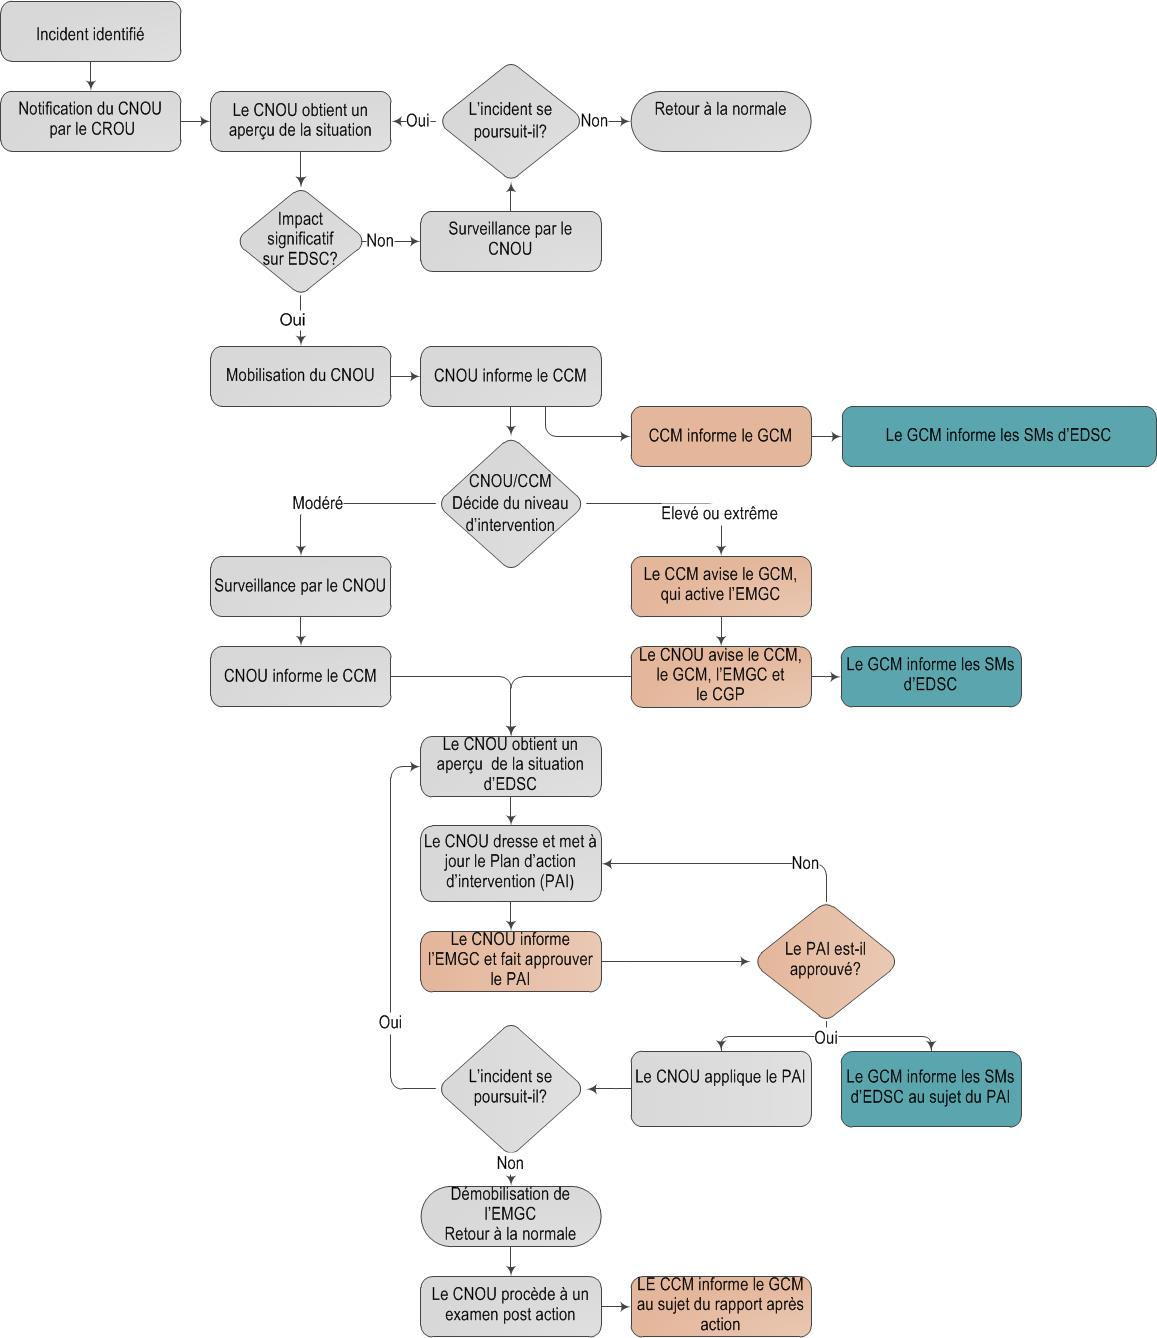 Incident identifié
Notification du CNOU
par le CROU
Le CNOU obtient un
aperçu de la situation
Oui
L'incident se
poursuit-il?
Non
Retour à la normale
Impact
significatif
sur EDSC?
Non
Surveillance par le
CNOU
Oui
Mobilisation du CNOU
CNOU informe le CCM
CCM informe le GCM
Le GCM informe les SMs d'EDSC
CNOU/CCM
Décide du niveau
d'intervention
Modéré
Elevé ou extrême
Surveillance par le CNOU
Le CCM avise le GCM,
qui active l'EMGC
CNOU informe le CCM
Le CNOU avise le CCM,
le GCM, l'EMGC et
le CGP
Le GCM informe les SMs
d'EDSC
Le CNOU obtient un
aperçu de la situation
d'EDSC
Le CNOU dresse et met à
jour le Plan d'action
d'intervention (PAI)
Non
Le CNOU informe
l'EMGC et fait approuver
le PAI
Le PAI est-il
approuvé?
Oui
Oui
L'incident se
poursuit-il?
Le CNOU applique le PAI
Le GCM informe les SMs
d'EDSC au sujet du PAI
Non
Démobilisation de
l'EMGC
Retour à la normale
Le CNOU procède à un
examen post action
LE CCM informe le GCM
au sujet du rapport après
action